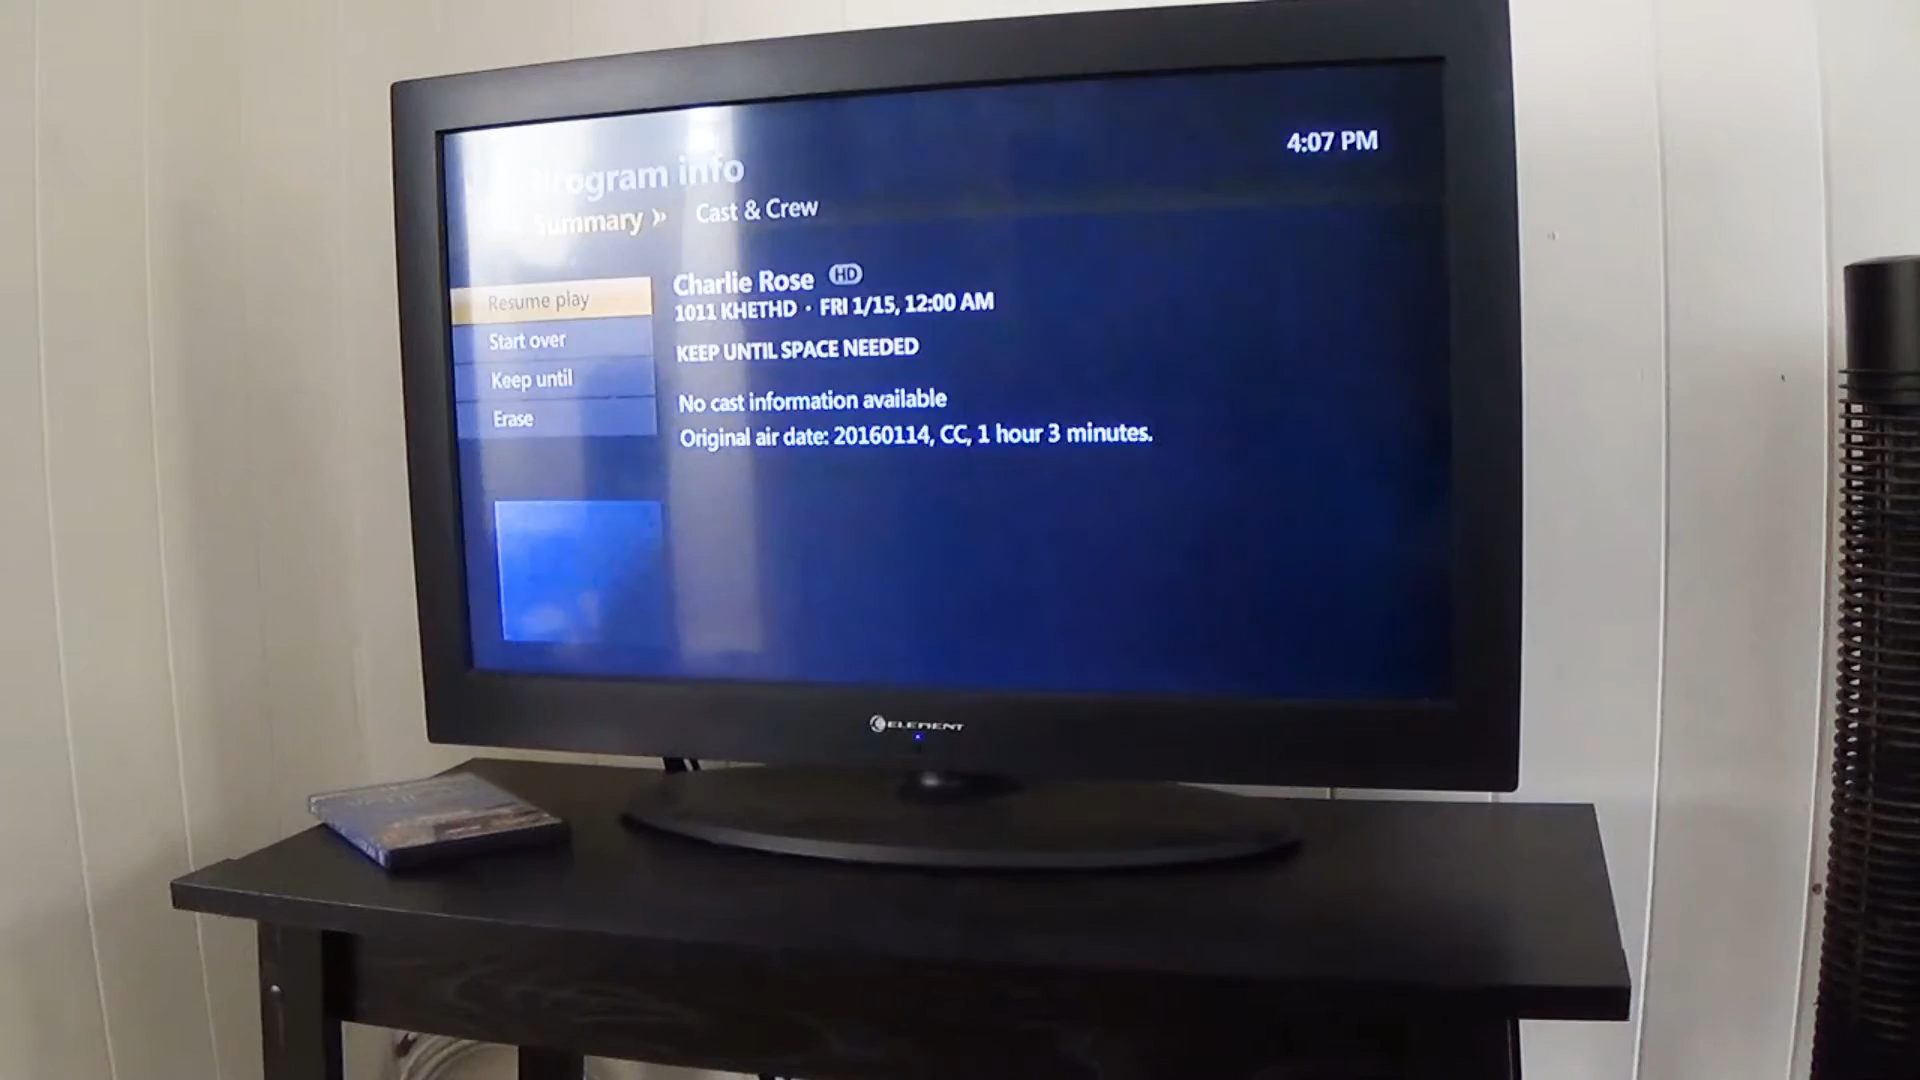 4:07 PM
Program info
Summary » Cast & Crew
Resume play
Start over
Keep until
Erase
Charlie Rose HD
1011 KHETHD • FRI 1/15, 12:00 AM
KEEP UNTIL SPACE NEEDED
No cast information available
Original air date: 20160114, CC, 1 hour 3 minutes.
ELEMENT